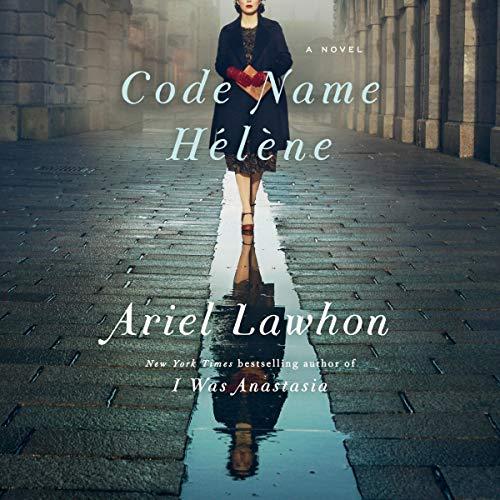 A NOVEL
Code Name
Hélène
Ariel Lawhon
New York Times bestselling author of
I Was Anastasia